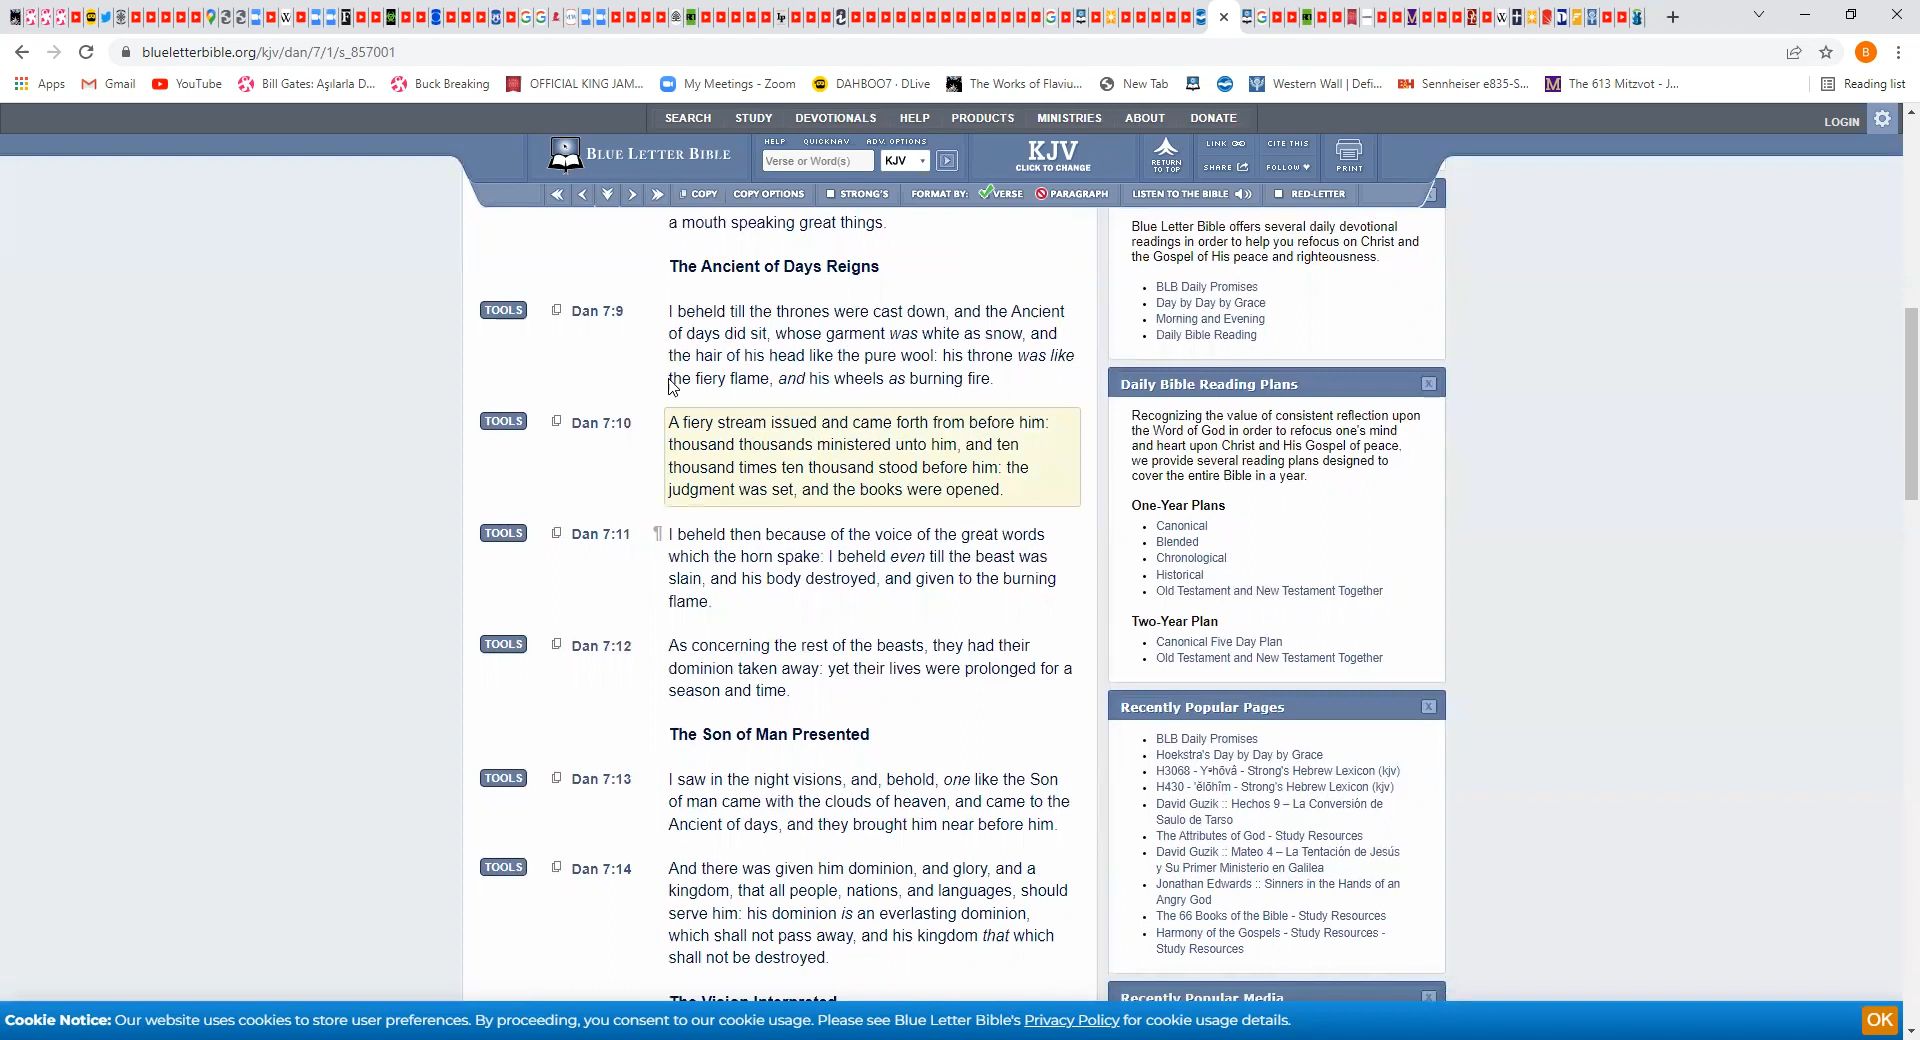 blueletterbible.org/kjv/dan/7/1/s_857001
B
Apps
Gmail
YouTube
Bill Gates: Aşılarla D...
Buck Breaking
OFFICIAL KING JAM...
My Meetings - Zoom
DAHBOO7 · DLive
The Works of Flaviu...
New Tab
Western Wall | Defi...
Sennheiser e835-S...
The 613 Mitzvot - J...
Reading list
SEARCH STUDY DEVOTIONALS HELP PRODUCTS MINISTRIES ABOUT DONATE
LOGIN
BLUE LETTER BIBLE
HELP QUICKNAV ADV. OPTIONS
Verse or Word(s) KJV
KJV
CLICK TO CHANGE
RETURN TO TOP
LINK CITE THIS
SHARE FOLLOW
PRINT
COPY COPY OPTIONS STRONG'S FORMAT BY: VERSE PARAGRAPH LISTEN TO THE BIBLE RED-LETTER
a mouth speaking great things.
The Ancient of Days Reigns
TOOLS Dan 7:9
I beheld till the thrones were cast down, and the Ancient
of days did sit, whose garment was white as snow, and
the hair of his head like the pure wool: his throne was like
the fiery flame, and his wheels as burning fire.
TOOLS Dan 7:10
A fiery stream issued and came forth from before him:
thousand thousands ministered unto him, and ten
thousand times ten thousand stood before him: the
judgment was set, and the books were opened.
TOOLS Dan 7:11
¶ I beheld then because of the voice of the great words
which the horn spake: I beheld even till the beast was
slain, and his body destroyed, and given to the burning
flame.
TOOLS Dan 7:12
As concerning the rest of the beasts, they had their
dominion taken away: yet their lives were prolonged for a
season and time.
The Son of Man Presented
TOOLS Dan 7:13
I saw in the night visions, and, behold, one like the Son
of man came with the clouds of heaven, and came to the
Ancient of days, and they brought him near before him.
TOOLS Dan 7:14
And there was given him dominion, and glory, and a
kingdom, that all people, nations, and languages, should
serve him: his dominion is an everlasting dominion,
which shall not pass away, and his kingdom that which
shall not be destroyed.
The Vision Interpreted
Blue Letter Bible offers several daily devotional
readings in order to help you refocus on Christ and
the Gospel of His peace and righteousness.
BLB Daily Promises
Day by Day by Grace
Morning and Evening
Daily Bible Reading
Daily Bible Reading Plans
Recognizing the value of consistent reflection upon
the Word of God in order to refocus one's mind
and heart upon Christ and His Gospel of peace,
we provide several reading plans designed to
cover the entire Bible in a year.
One-Year Plans
Canonical
Blended
Chronological
Historical
Old Testament and New Testament Together
Two-Year Plan
Canonical Five Day Plan
Old Testament and New Testament Together
Recently Popular Pages
BLB Daily Promises
Hoekstra's Day by Day by Grace
H3068 - Yᵊhōvâ - Strong's Hebrew Lexicon (kjv)
H430 - 'ĕlōhîm - Strong's Hebrew Lexicon (kjv)
David Guzik :: Hechos 9 – La Conversión de
Saulo de Tarso
The Attributes of God - Study Resources
David Guzik :: Mateo 4 – La Tentación de Jesús
y Su Primer Ministerio en Galilea
Jonathan Edwards :: Sinners in the Hands of an
Angry God
The 66 Books of the Bible - Study Resources
Harmony of the Gospels - Study Resources -
Study Resources
Recently Popular Media
Cookie Notice: Our website uses cookies to store user preferences. By proceeding, you consent to our cookie usage. Please see Blue Letter Bible's Privacy Policy for cookie usage details.
OK